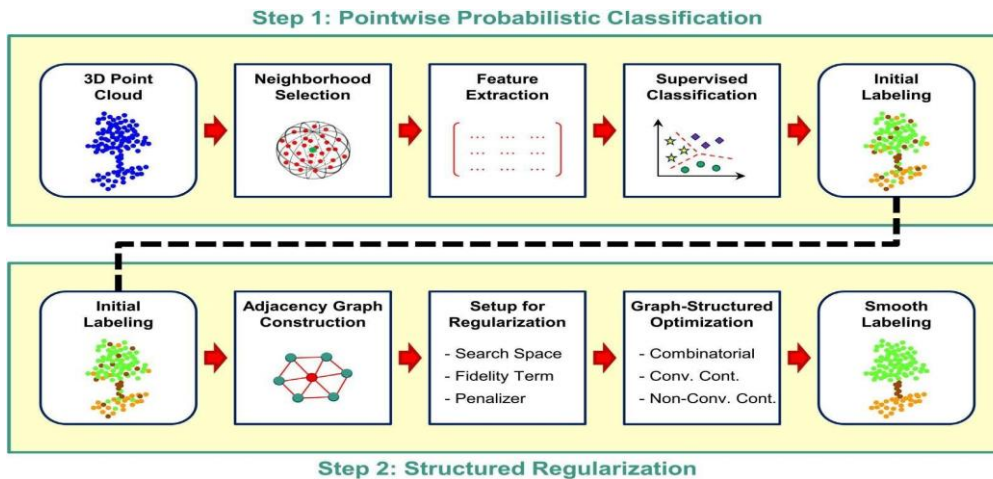 Step 1: Pointwise Probabilistic Classification
3D Point
Cloud
Neighborhood
Selection
Feature
Extraction
... ... ...
... ... ...
... ... ...
Supervised
Classification
Initial
Labeling
Initial
Labeling
Adjacency Graph
Construction
Setup for
Regularization
- Search Space
- Fidelity Term
- Penalizer
Graph-Structured
Optimization
- Combinatorial
- Conv. Cont.
- Non-Conv. Cont.
Smooth
Labeling
Step 2: Structured Regularization